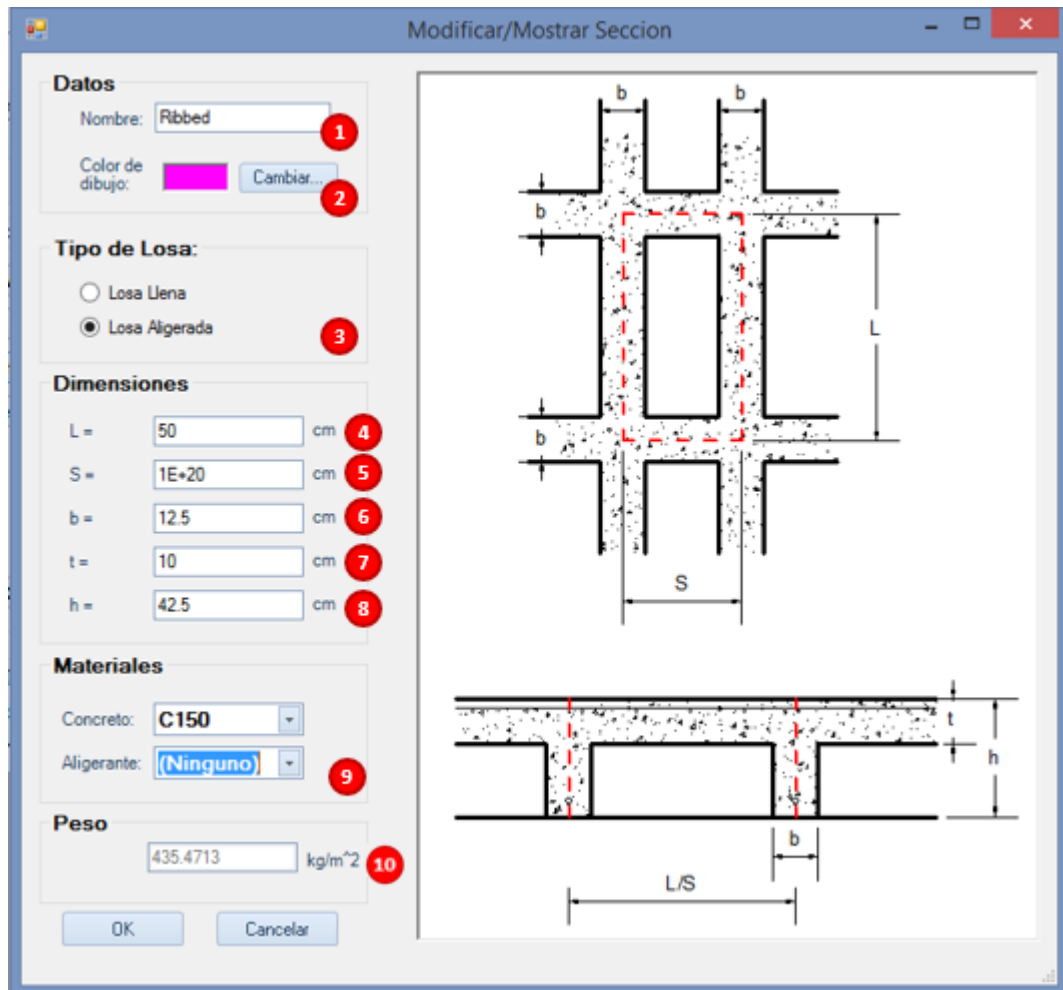 Modificar/Mostrar Seccion
Datos
Nombre: Ribbed 1
Color de dibujo: Cambiar... 2
Tipo de Losa:
Losa Llena
Losa Aligerada 3
Dimensiones
L = 50 cm 4
S = 1E+20 cm 5
b = 12.5 cm 6
t = 10 cm 7
h = 42.5 cm 8
Materiales
Concreto: C150
Aligerante: (Ninguno) 9
Peso
435.4713 kg/m^2 10
OK Cancelar
b b
b
L
b
S
t
h
b
L/S